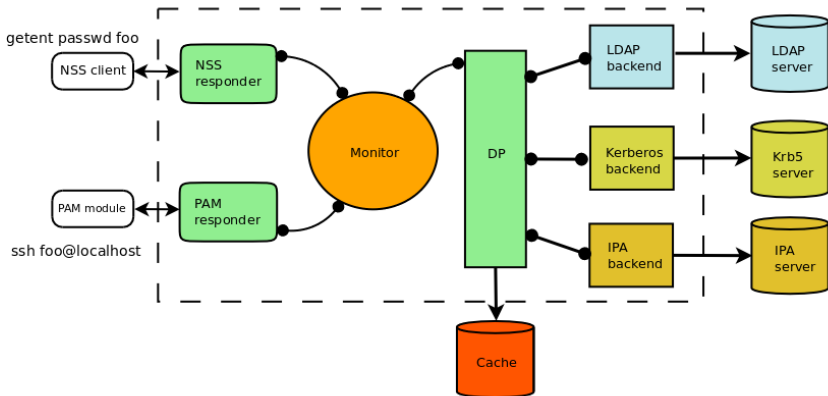 getent passwd foo
NSS client
NSS
responder
PAM module
ssh foo@localhost
PAM
responder
Monitor
DP
LDAP
backend
LDAP
server
Kerberos
backend
Krb5
server
IPA
backend
IPA
server
Cache